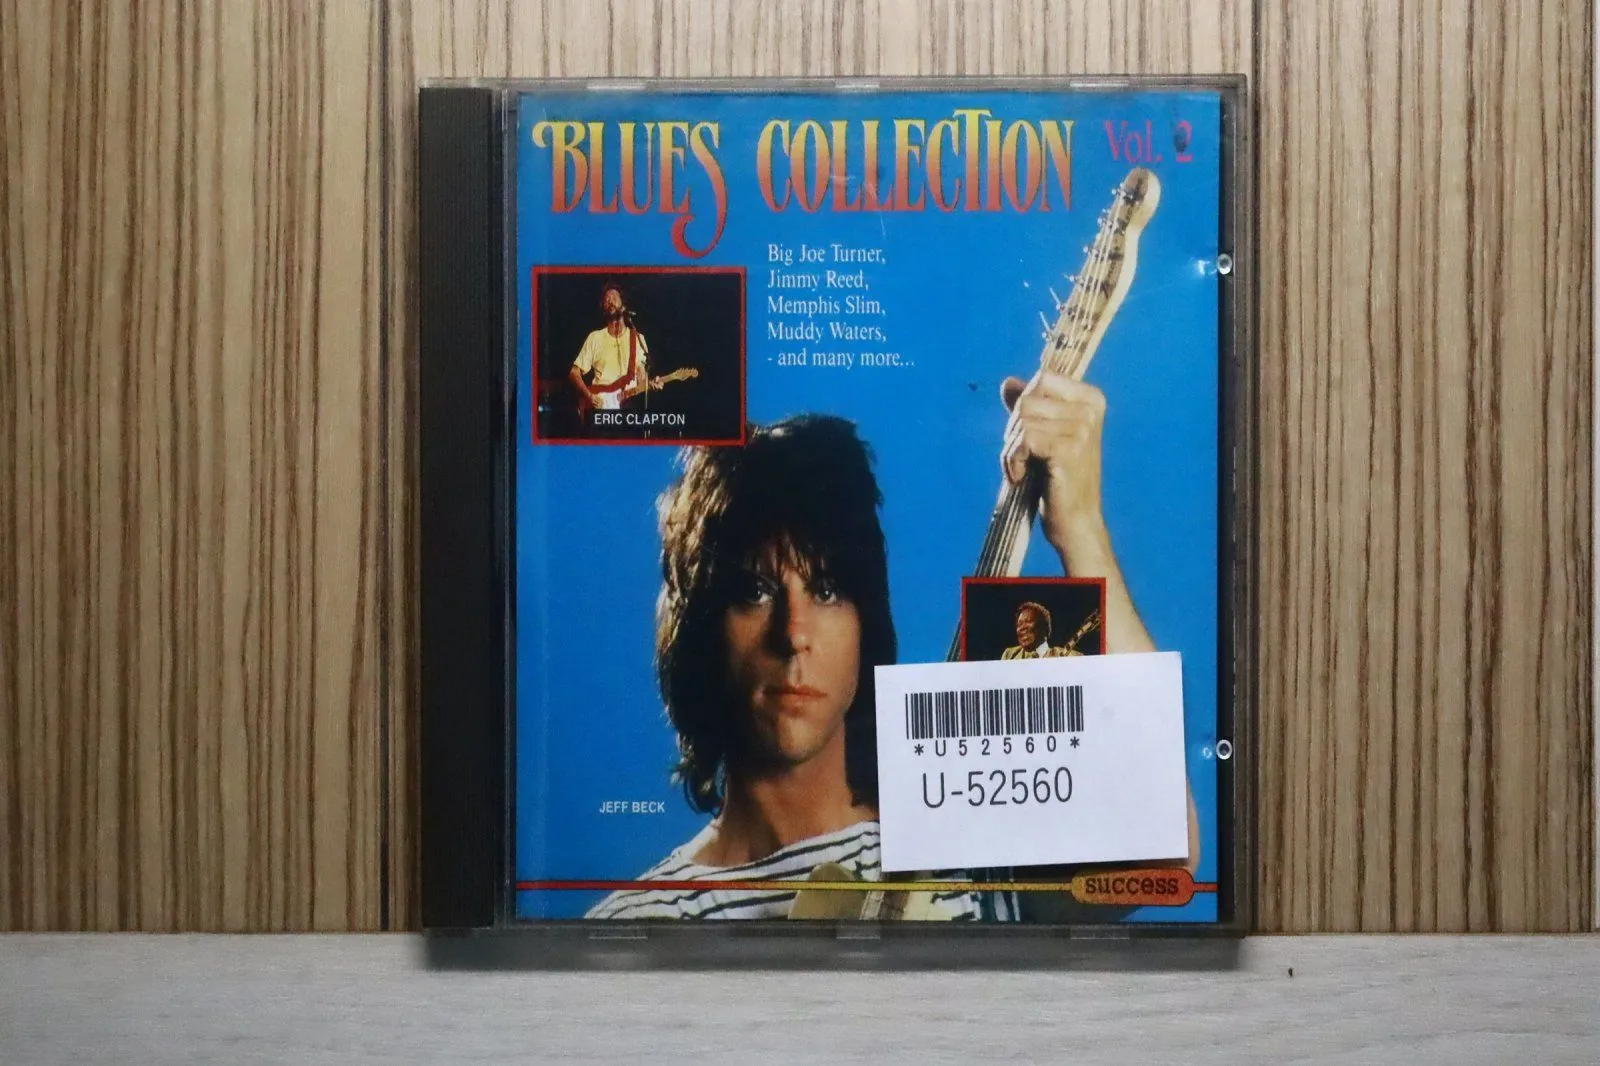 BLUES COLLECTION Vol. 2
Big Joe Turner,
Jimmy Reed,
Memphis Slim,
Muddy Waters,
- and many more...
ERIC CLAPTON
JEFF BECK
*U52560*
U-52560
success